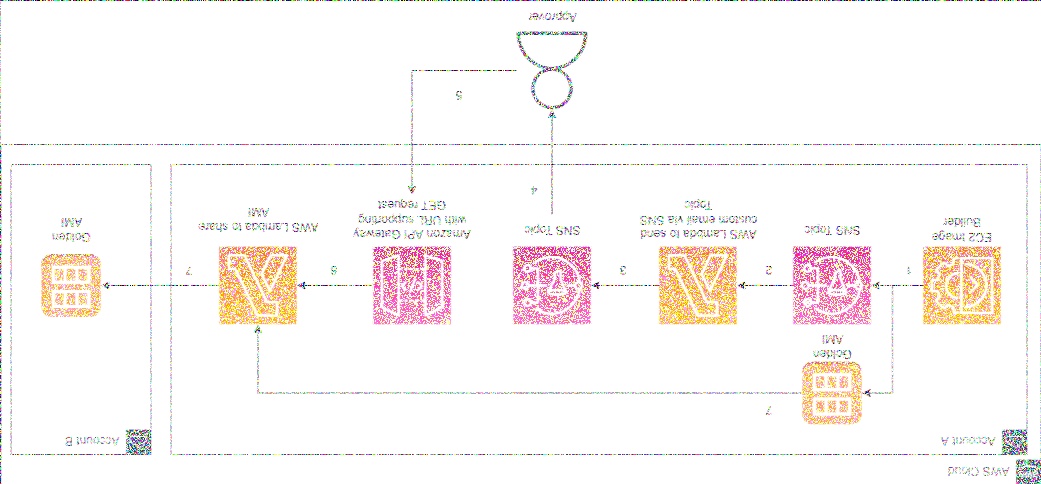 AWS Cloud
Account A
Account B
7
Golden
AMI
1
2
3
6
7
EC2 Image
Builder
SNS Topic
AWS Lambda to send
custom email via SNS
Topic
SNS Topic
Amazon API Gateway
with URL supporting
GET request
AWS Lambda to share
AMI
Golden
AMI
4
5
Approver